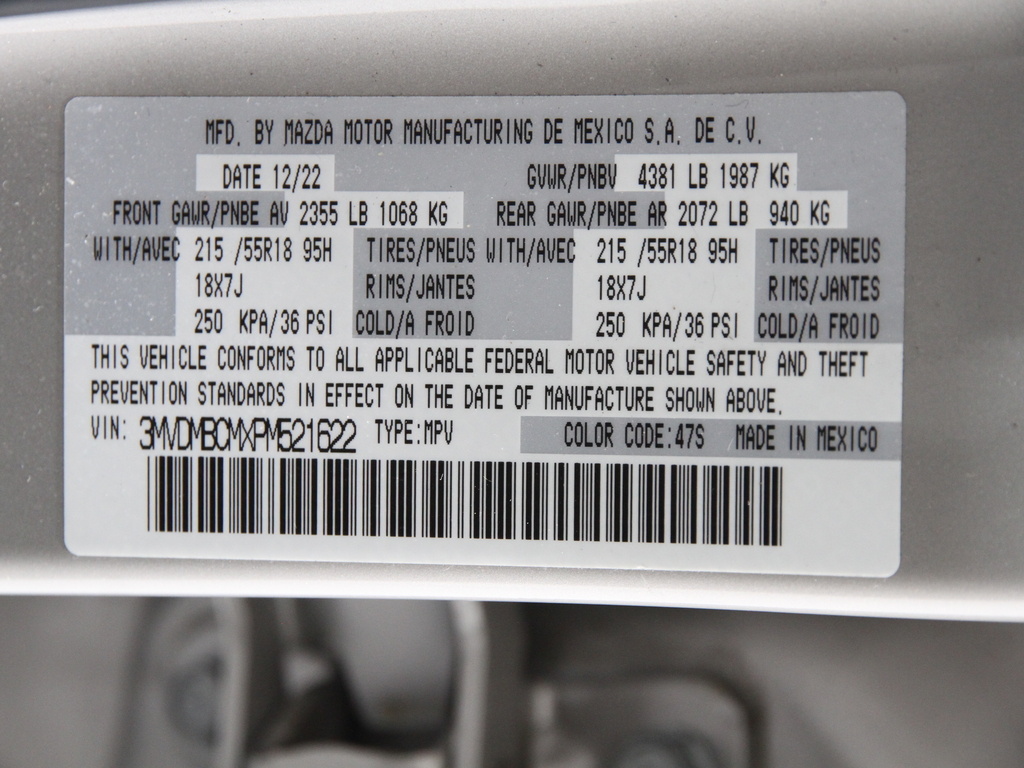 MFD. BY MAZDA MOTOR MANUFACTURING DE MEXICO S.A. DE C.V.
DATE 12/22 GVWR/PNBV 4381 LB 1987 KG
FRONT GAWR/PNBE AV 2355 LB 1068 KG REAR GAWR/PNBE AR 2072 LB 940 KG
WITH/AVEC 215 /55R18 95H TIRES/PNEUS WITH/AVEC 215 /55R18 95H TIRES/PNEUS
18X7J RIMS/JANTES 18X7J RIMS/JANTES
250 KPA/36 PSI COLD/A FROID 250 KPA/36 PSI COLD/A FROID
THIS VEHICLE CONFORMS TO ALL APPLICABLE FEDERAL MOTOR VEHICLE SAFETY AND THEFT
PREVENTION STANDARDS IN EFFECT ON THE DATE OF MANUFACTURE SHOWN ABOVE.
VIN: 3MVDMBCMXPM521622 TYPE:MPV COLOR CODE:47S MADE IN MEXICO